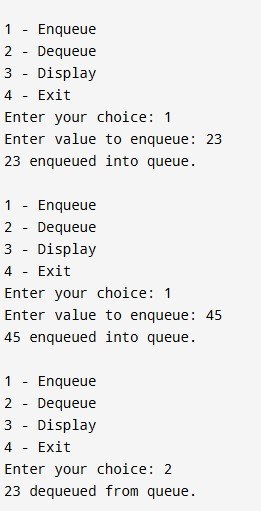 1 - Enqueue
2 - Dequeue
3 - Display
4 - Exit
Enter your choice: 1
Enter value to enqueue: 23
23 enqueued into queue.
1 - Enqueue
2 - Dequeue
3 - Display
4 - Exit
Enter your choice: 1
Enter value to enqueue: 45
45 enqueued into queue.
1 - Enqueue
2 - Dequeue
3 - Display
4 - Exit
Enter your choice: 2
23 dequeued from queue.